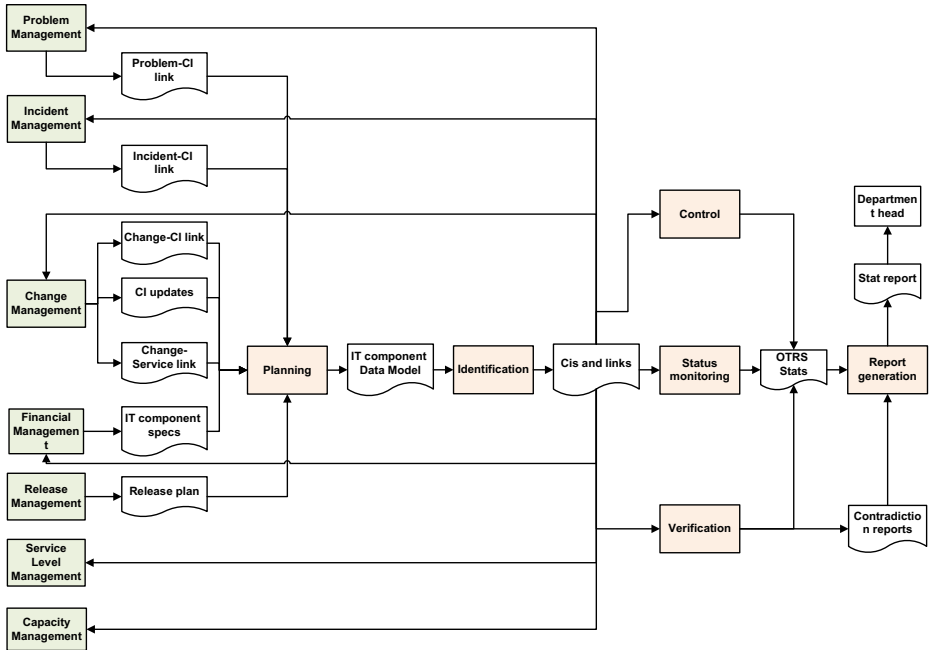 Problem
Management
Problem-CI
link
Incident
Management
Incident-CI
link
Change
Management
Change-CI link
CI updates
Change-
Service link
Financial
Managemen
t
IT component
specs
Release
Management
Release plan
Service
Level
Management
Capacity
Management
Planning
IT component
Data Model
Identification
Cis and links
Control
Status
monitoring
Verification
OTRS
Stats
Departmen
t head
Stat report
Report
generation
Contradictio
n reports